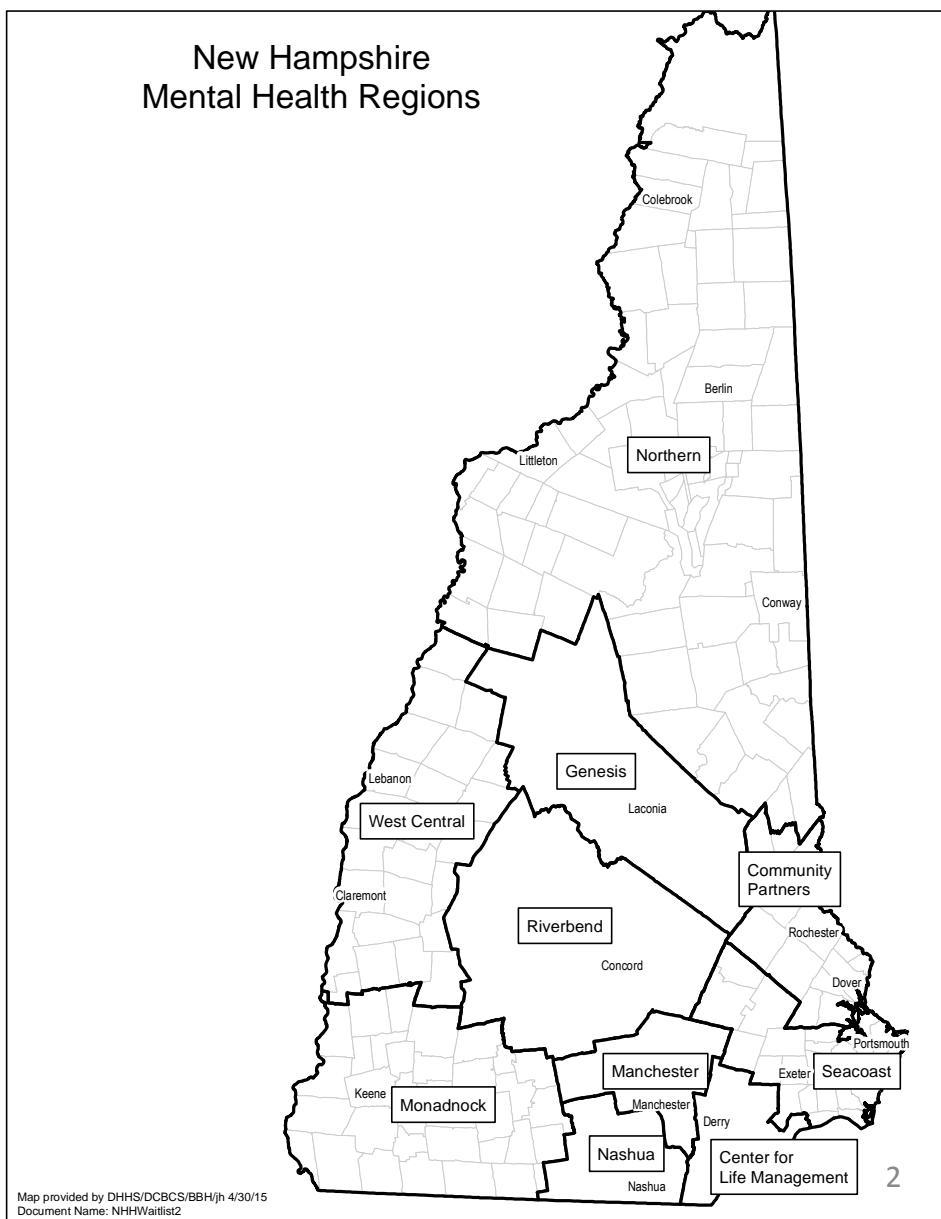 New Hampshire
Mental Health Regions
Colebrook
Berlin
Northern
Littleton
Conway
Genesis
Lebanon
Laconia
West Central
Community
Partners
Claremont
Riverbend
Rochester
Concord
Dover
Portsmouth
Manchester
Exeter
Seacoast
Keene
Monadnock
Manchester
Derry
Nashua
Center for
Life Management
Nashua
2
Map provided by DHHS/DCBCS/BBH/jh 4/30/15
Document Name: NHHWaitlist2